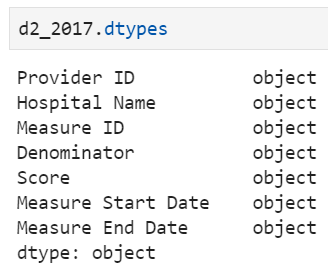 d2_2017.dtypes
Provider ID object
Hospital Name object
Measure ID object
Denominator object
Score object
Measure Start Date object
Measure End Date object
dtype: object